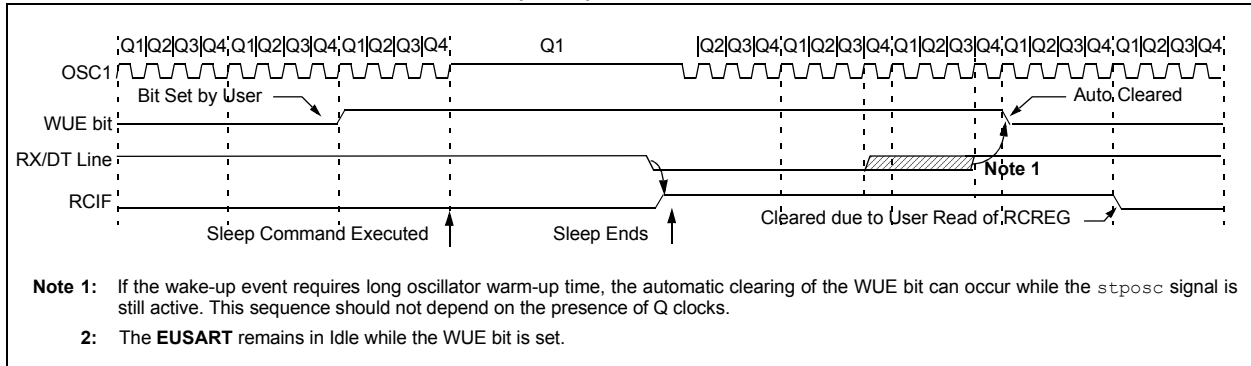 Q1|Q2|Q3|Q4|Q1|Q2|Q3|Q4|Q1|Q2|Q3|Q4 Q1 |Q2|Q3|Q4|Q1|Q2|Q3|Q4|Q1|Q2|Q3|Q4|Q1|Q2|Q3|Q4|Q1|Q2|Q3|Q4
OSC1
Bit Set by User Auto Cleared
WUE bit
RX/DT Line
Note 1
RCIF
Cleared due to User Read of RCREG
Sleep Command Executed Sleep Ends
Note 1: If the wake-up event requires long oscillator warm-up time, the automatic clearing of the WUE bit can occur while the stposc signal is
still active. This sequence should not depend on the presence of Q clocks.
2: The EUSART remains in Idle while the WUE bit is set.